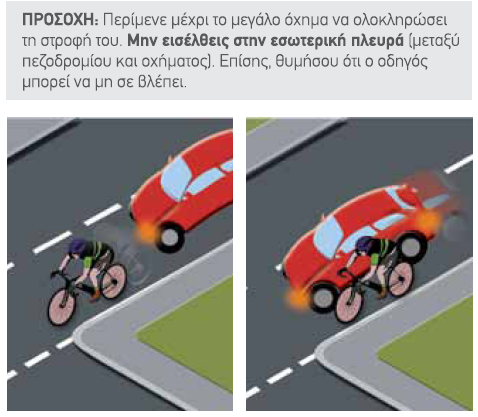 ΠΡΟΣΟΧΗ: Περίμενε μέχρι το μεγάλο όχημα να ολοκληρώσει
τη στροφή του. Μην εισέλθεις στην εσωτερική πλευρά (μεταξύ
πεζοδρομίου και οχήματος). Επίσης, θυμήσου ότι ο οδηγός
μπορεί να μη σε βλέπει.